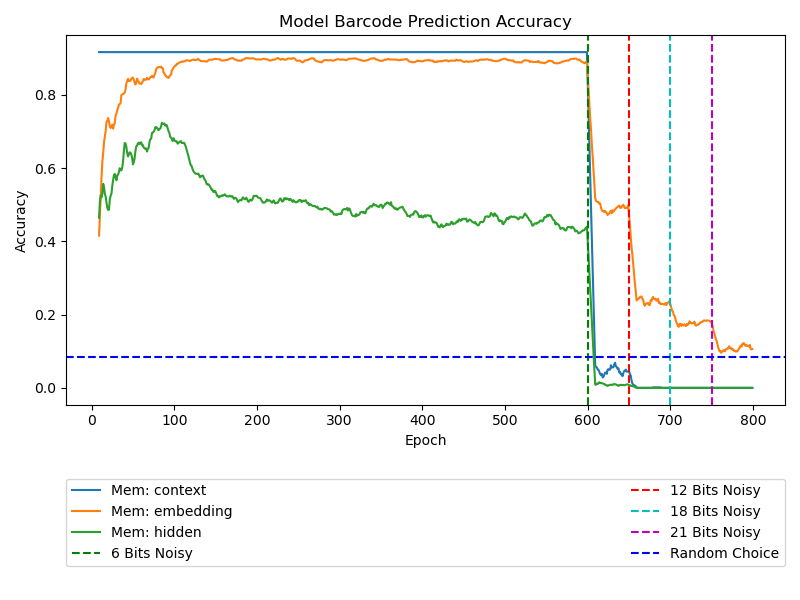 Model Barcode Prediction Accuracy
Accuracy
0.8
0.6
0.4
0.2
0.0
0 100 200 300 400 500 600 700 800
Epoch
Mem: context
Mem: embedding
Mem: hidden
6 Bits Noisy
12 Bits Noisy
18 Bits Noisy
21 Bits Noisy
Random Choice